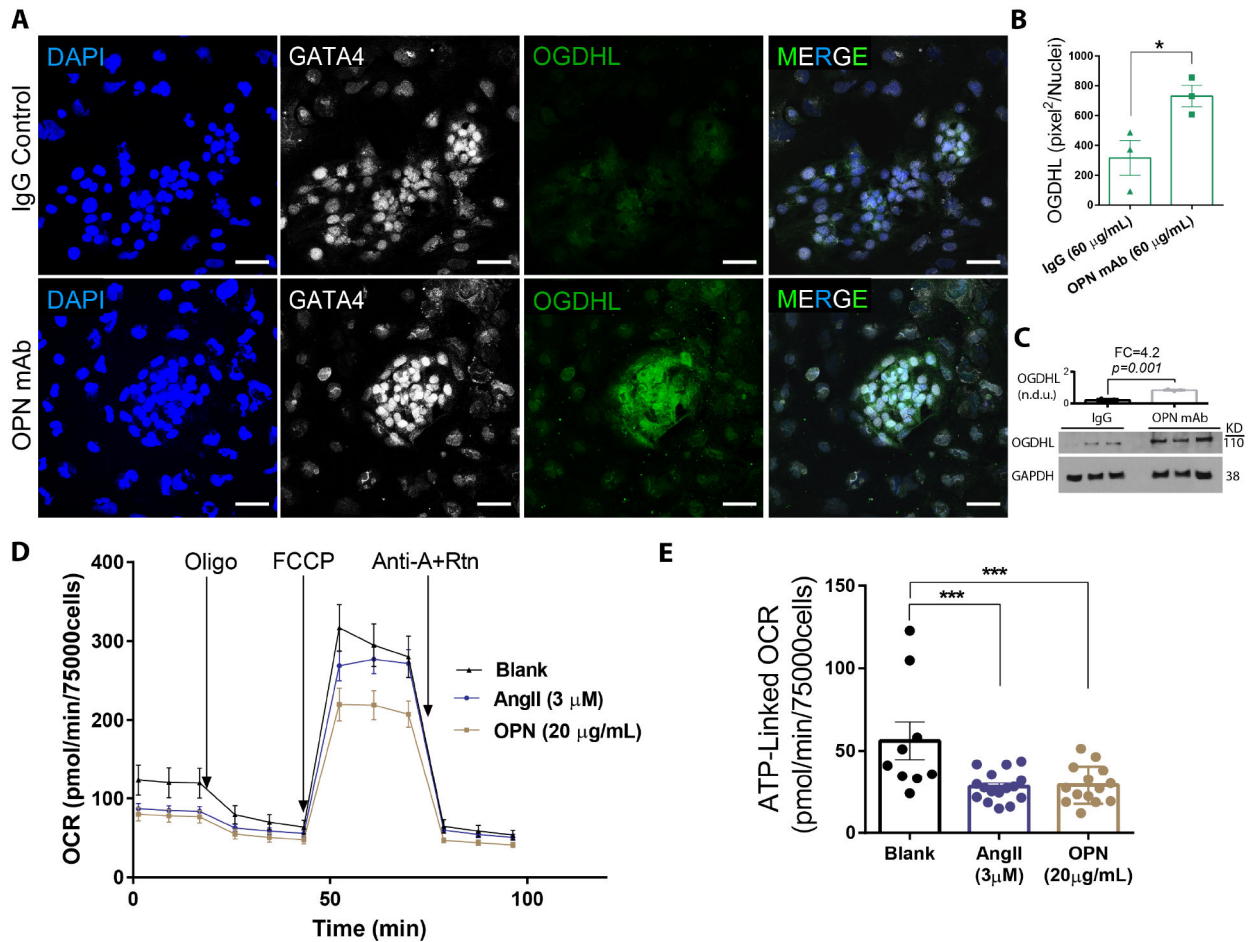 A
IgG Control
DAPI
GATA4
OGDHL
MERGE
OPN mAb
DAPI
GATA4
OGDHL
MERGE
B
OGDHL (pixel²/Nuclei)
1000
800
600
400
200
0
*
IgG (60 μg/mL)
OPN mAb (60 μg/mL)
C
FC=4.2
p=0.001
OGDHL
(n.d.u.)
2
1
0
IgG
OPN mAb
KD
OGDHL
110
GAPDH
38
D
OCR (pmol/min/75000cells)
400
300
200
100
0
Oligo
FCCP
Anti-A+Rtn
Blank
AngII (3 μM)
OPN (20 μg/mL)
0
50
100
Time (min)
E
ATP-Linked OCR
(pmol/min/75000cells)
150
100
50
0
***
***
Blank
AngII
(3μM)
OPN
(20μg/mL)